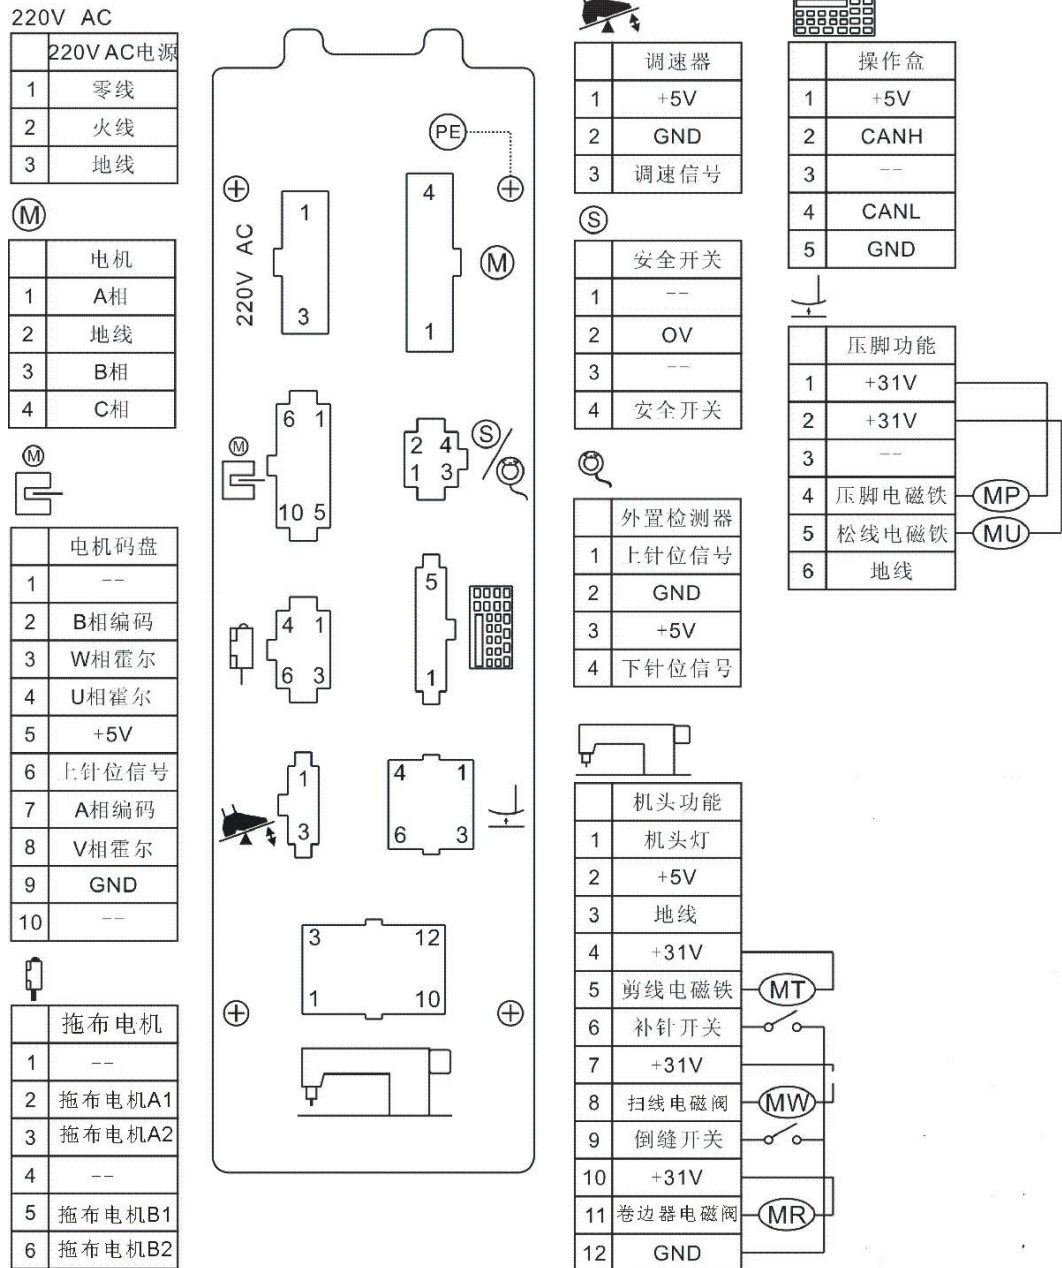 220V AC
220V AC电源
1 零线
2 火线
3 地线
M
电机
1 A相
2 地线
3 B相
4 C相
M
电机码盘
1 --
2 B相编码
3 W相霍尔
4 U相霍尔
5 +5V
6 上针位信号
7 A相编码
8 V相霍尔
9 GND
10 --
拖布电机
1 --
2 拖布电机A1
3 拖布电机A2
4 --
5 拖布电机B1
6 拖布电机B2
PE
220V AC
1
3
4
1
M
M
6 1
10 5
2 4
1 3
S
4 1
6 3
5
1
1
3
4 1
6 3
3 12
1 10
调速器
1 +5V
2 GND
3 调速信号
S
安全开关
1 --
2 OV
3 --
4 安全开关
外置检测器
1 上针位信号
2 GND
3 +5V
4 下针位信号
机头功能
1 机头灯
2 +5V
3 地线
4 +31V
5 剪线电磁铁 MT
6 补针开关
7 +31V
8 扫线电磁阀 MW
9 倒缝开关
10 +31V
11 卷边器电磁阀 MR
12 GND
操作盒
1 +5V
2 CANH
3 --
4 CANL
5 GND
压脚功能
1 +31V
2 +31V
3 --
4 压脚电磁铁 MP
5 松线电磁铁 MU
6 地线